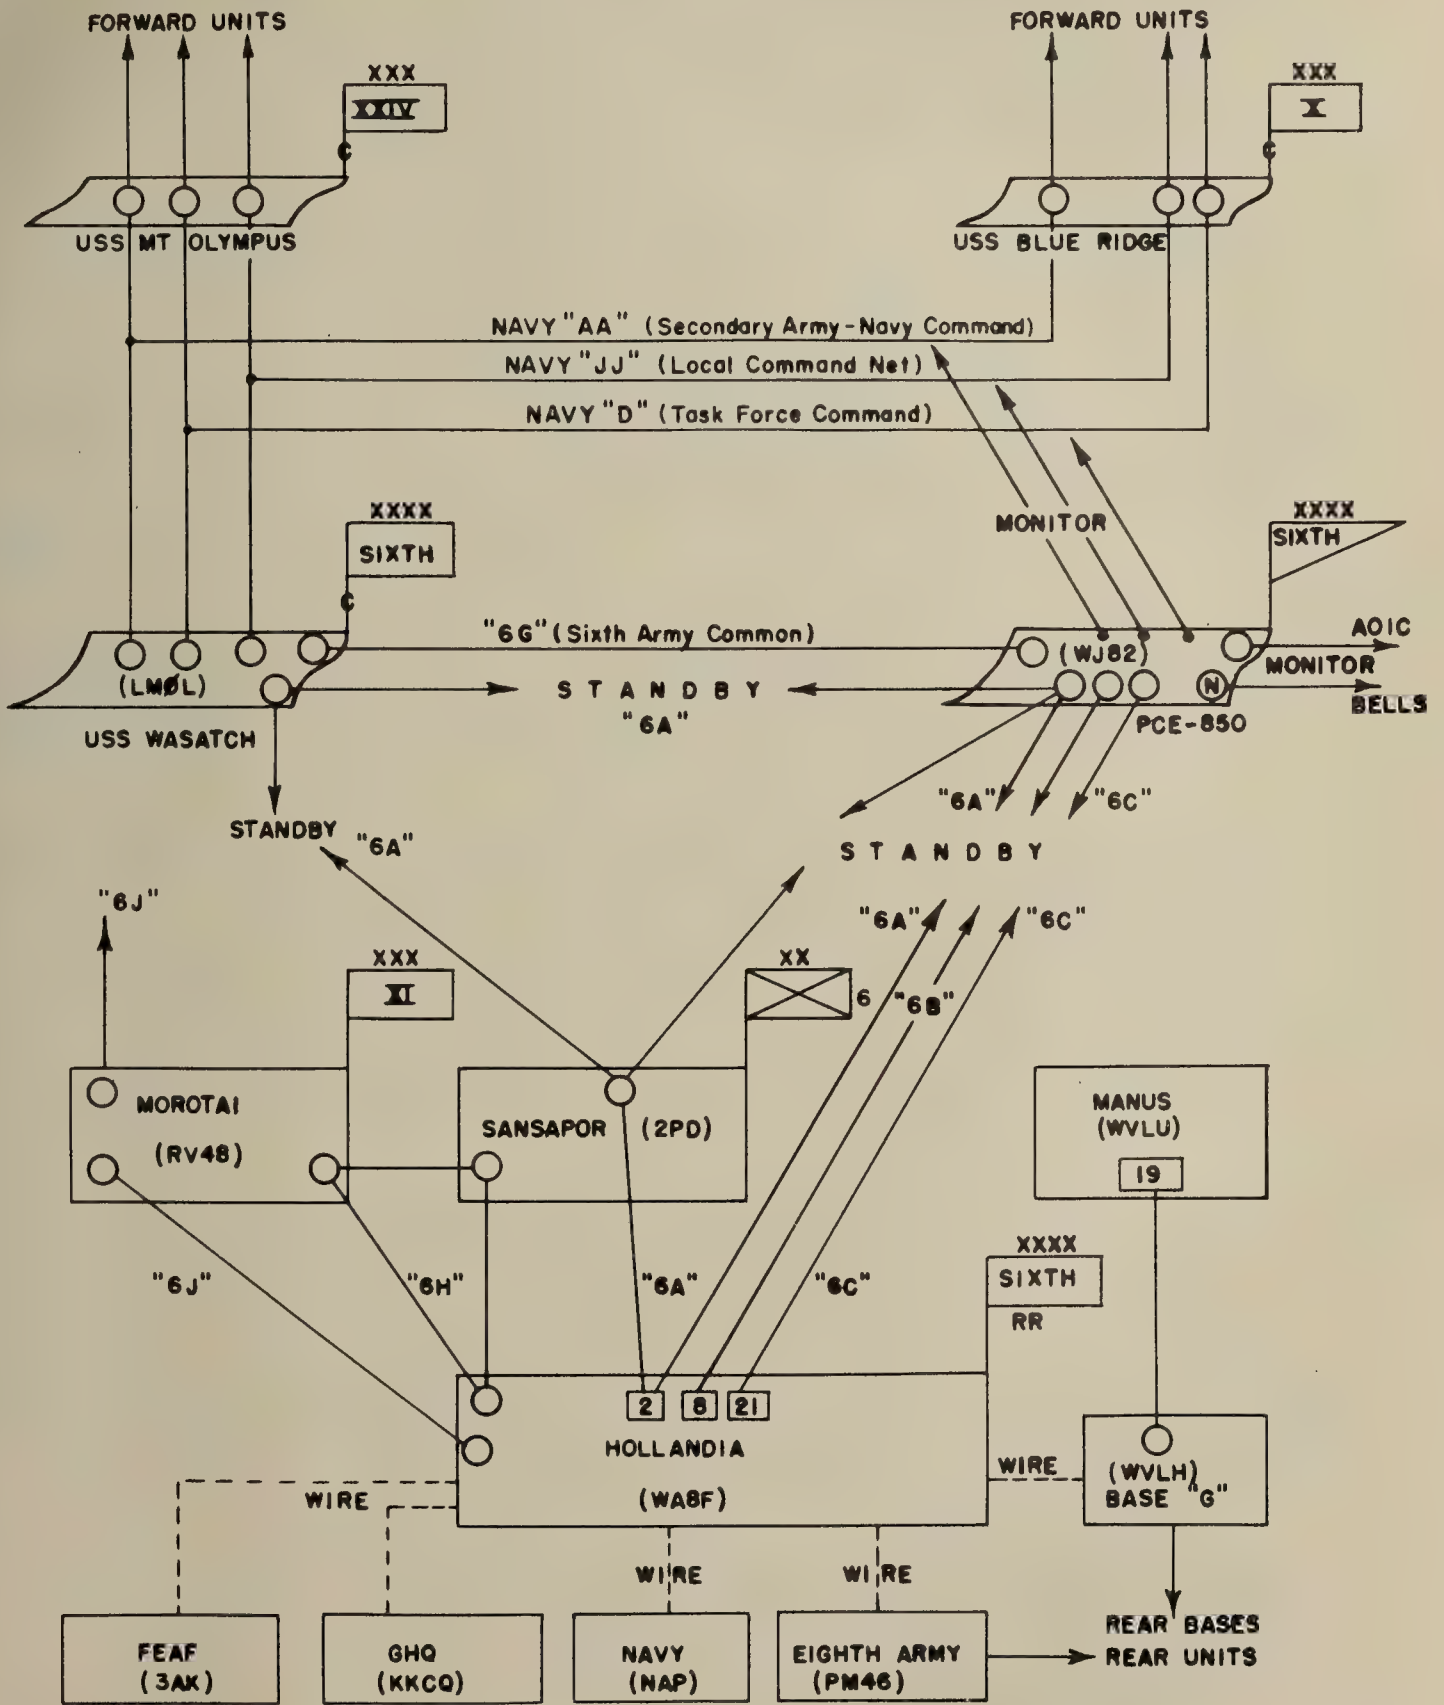 FORWARD UNITS
FORWARD UNITS
XXX
XXIV
XXX
X
C
C
USS MT OLYMPUS
USS BLUE RIDGE
NAVY "AA" (Secondary Army-Navy Command)
NAVY "JJ" (Local Command Net)
NAVY "D" (Task Force Command)
XXXX
SIXTH
MONITOR
XXXX
SIXTH
C
"6G" (Sixth Army Common)
(WJ82)
AOIC
MONITOR
(LMØL)
STANDBY
"6A"
N
BELLS
USS WASATCH
PCE-850
"6A"
"6C"
STANDBY
"6A"
STANDBY
"6J"
"6A"
"6C"
XXX
XI
XX
6
"6B"
MOROTAI
(RV48)
SANSAPOR (2PD)
MANUS
(WVLU)
19
"6J"
"6H"
"6A"
"6C"
XXXX
SIXTH
RR
2
8
21
HOLLANDIA
(WA8F)
WIRE
WIRE
(WVLH)
BASE "G"
WIRE
WIRE
FEAF
(3AK)
GHQ
(KKCQ)
NAVY
(NAP)
EIGHTH ARMY
(PM46)
REAR BASES
REAR UNITS